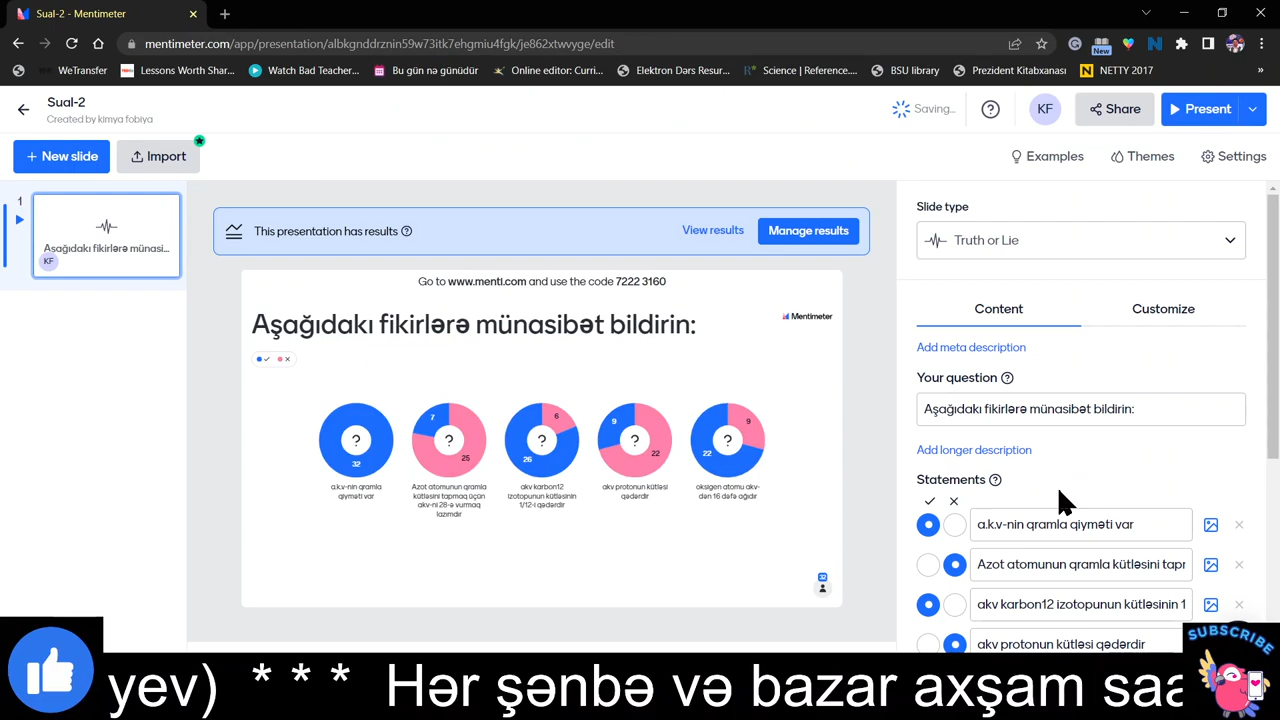 Sual-2 - Mentimeter
mentimeter.com/app/presentation/albkgnddrznin59w73itk7ehgmiu4fgk/je862xtwvyge/edit
New
WeTransfer
Lessons Worth Shar...
Watch Bad Teacher...
Bu gün nə günüdür
Online editor: Curri...
Elektron Dərs Resur...
Science | Reference....
BSU library
Prezident Kitabxanası
NETTY 2017
Sual-2
Created by kimya fobiya
Saving...
KF
Share
Present
+ New slide
Import
Examples
Themes
Settings
1
Aşağıdakı fikirlərə münasi...
KF
This presentation has results
View results
Manage results
Go to www.menti.com and use the code 7222 3160
Aşağıdakı fikirlərə münasibət bildirin:
Mentimeter
? 32
7 ? 25
6 ? 26
9 ? 22
9 ? 22
a.k.v-nin qramla qiyməti var
Azot atomunun qramla kütləsini tapmaq üçün akv-ni 28-ə vurmaq lazımdır
akv karbon12 izotopunun kütləsinin 1/12-i qədərdir
akv protonun kütləsi qədərdir
oksigen atomu akv-dən 16 dəfə ağıdır
32
Slide type
Truth or Lie
Content
Customize
Add meta description
Your question
Aşağıdakı fikirlərə münasibət bildirin:
Add longer description
Statements
a.k.v-nin qramla qiyməti var
Azot atomunun qramla kütləsini tapı
akv karbon12 izotopunun kütləsinin 1
akv protonun kütləsi qədərdir
yev) * * * Hər şənbə və bazar axşam saa
SUBSCRIBE